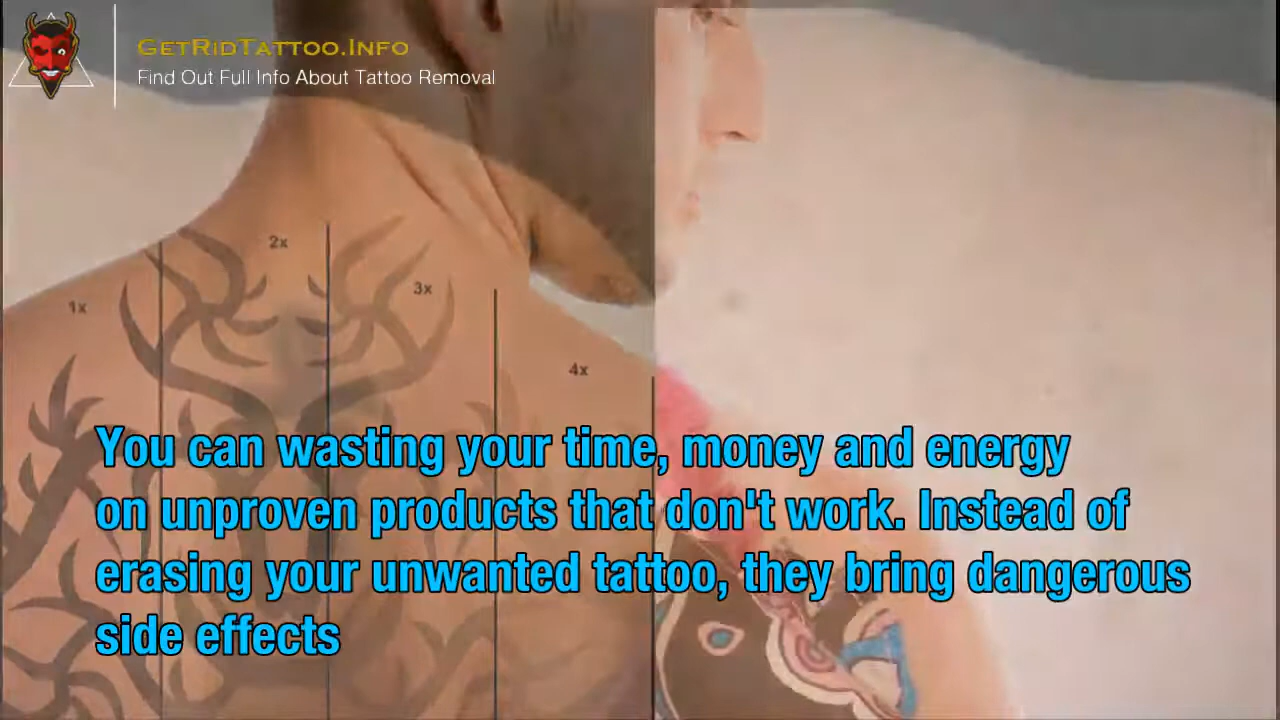 GetRidTattoo.Info
Find Out Full Info About Tattoo Removal
2x
3x
1x
4x
You can wasting your time, money and energy
on unproven products that don't work. Instead of
erasing your unwanted tattoo, they bring dangerous
side effects